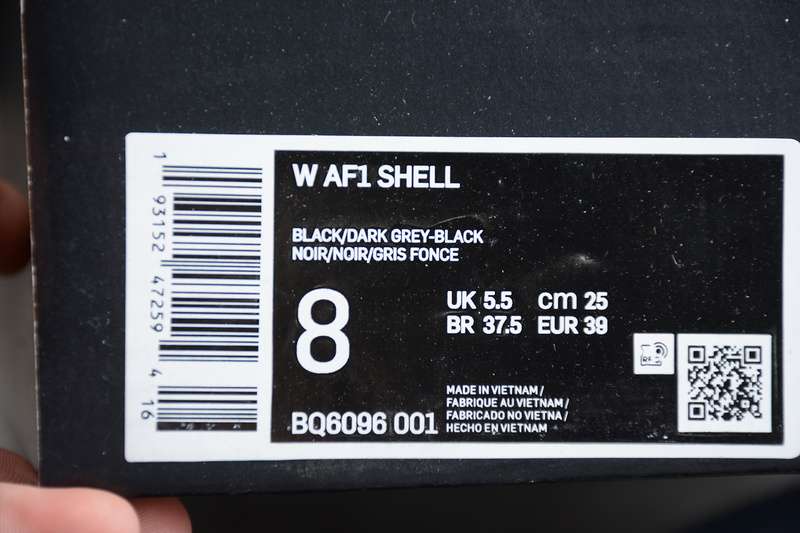 W AF1 SHELL
BLACK/DARK GREY-BLACK
NOIR/NOIR/GRIS FONCE
8
UK 5.5 cm 25
BR 37.5 EUR 39
BQ6096 001
MADE IN VIETNAM /
FABRIQUE AU VIETNAM /
FABRICADO NO VIETNA /
HECHO EN VIETNAM
1 93152 47259 4 16